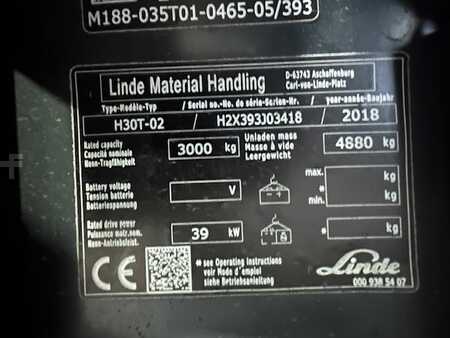 M188-035T01-0465-05/393
Linde Material Handling
D-63743 Aschaffenburg
Carl-von-Linde-Platz
Type-Modèle-Typ / Serial no.-No. de série-Serien-Nr. / year-année-Baujahr
H30T-02 / H2X393J03418 / 2018
Rated capacity
Capacité nominale
Nenn-Tragfähigkeit
3000 kg
Unladen mass
Masse à vide
Leergewicht
4880 kg
Battery voltage
Tension batterie
Batteriespannung
V
max. kg
*
min. kg
Rated drive power
Puissance motr.nom.
Nenn-Antriebsleist.
39 kW
* kg
CE
* see Operating instructions
voir Mode d'emploi
siehe Betriebsanleitung
Linde
000 938 54 07